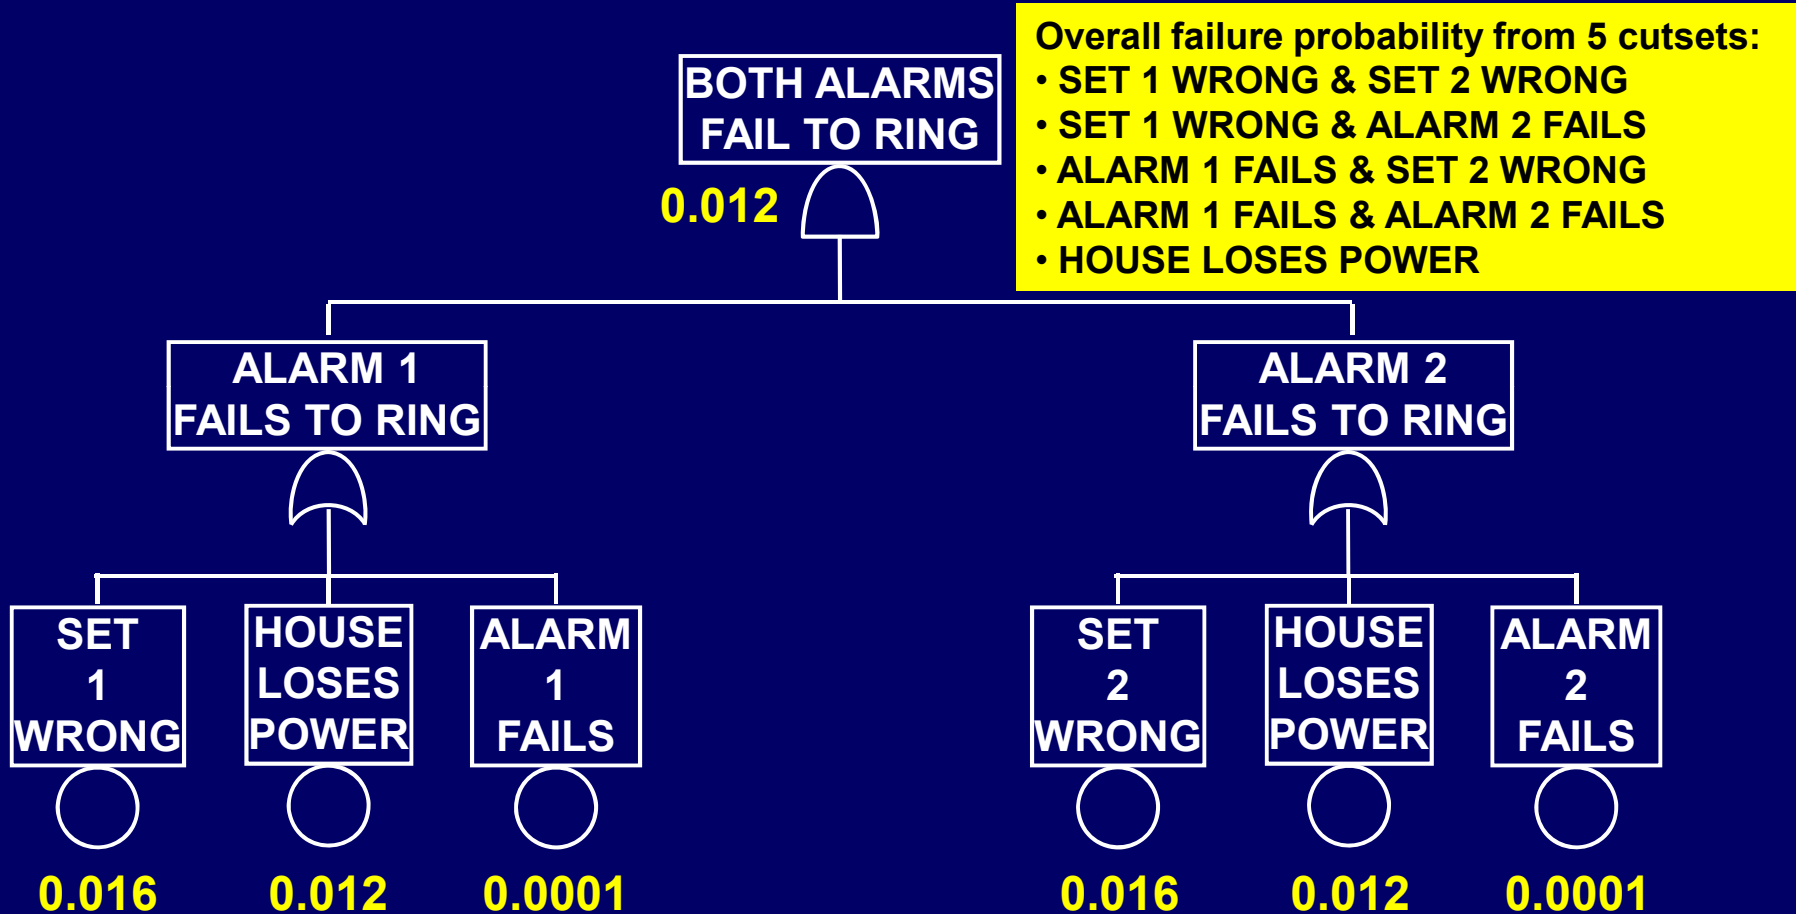 Overall failure probability from 5 cutsets:
• SET 1 WRONG & SET 2 WRONG
• SET 1 WRONG & ALARM 2 FAILS
• ALARM 1 FAILS & SET 2 WRONG
• ALARM 1 FAILS & ALARM 2 FAILS
• HOUSE LOSES POWER
BOTH ALARMS
FAIL TO RING
0.012
ALARM 1
FAILS TO RING
ALARM 2
FAILS TO RING
SET
1
WRONG
HOUSE
LOSES
POWER
ALARM
1
FAILS
SET
2
WRONG
HOUSE
LOSES
POWER
ALARM
2
FAILS
0.016
0.012
0.0001
0.016
0.012
0.0001